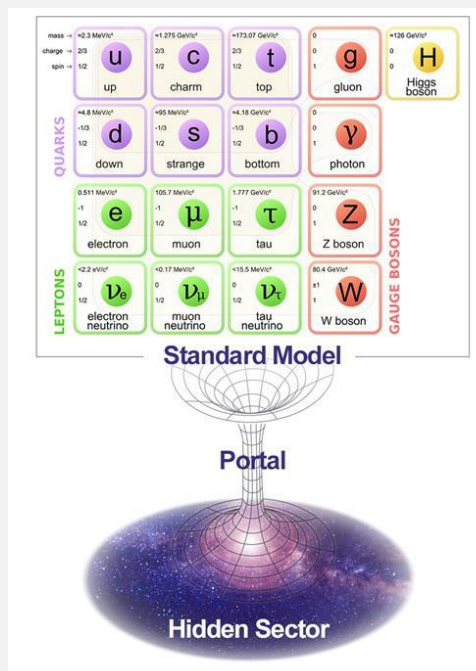 mass → ≈2.3 MeV/c² ≈1.275 GeV/c² ≈173.07 GeV/c² 0 ≈126 GeV/c²
charge → 2/3 2/3 2/3 0 0
spin → 1/2 1/2 1/2 1 0
u c t g H
up charm top gluon Higgs boson
QUARKS
≈4.8 MeV/c² ≈95 MeV/c² ≈4.18 GeV/c² 0
-1/3 -1/3 -1/3 0
1/2 1/2 1/2 1
d s b γ
down strange bottom photon
0.511 MeV/c² 105.7 MeV/c² 1.777 GeV/c² 91.2 GeV/c²
-1 -1 -1 0
1/2 1/2 1/2 1
e μ τ Z
electron muon tau Z boson
LEPTONS
GAUGE BOSONS
<2.2 eV/c² <0.17 MeV/c² <15.5 MeV/c² 80.4 GeV/c²
0 0 0 ±1
1/2 1/2 1/2 1
νe νμ ντ W
electron neutrino muon neutrino tau neutrino W boson
Standard Model
Portal
Hidden Sector